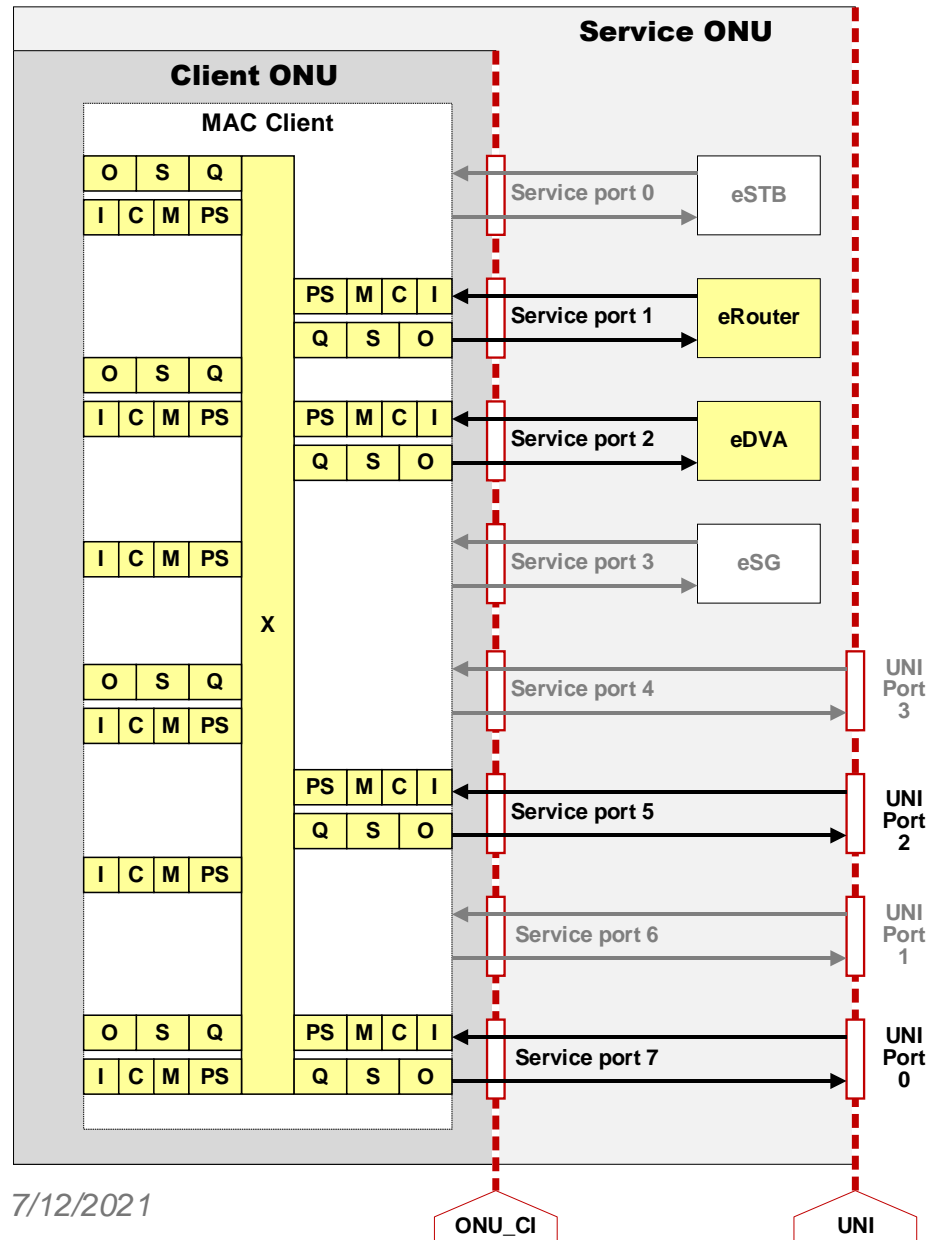 Service ONU
Client ONU
MAC Client
O S Q
I C M PS
Service port 0
eSTB
PS M C I
Q S O
Service port 1
eRouter
O S Q
I C M PS
PS M C I
Q S O
Service port 2
eDVA
I C M PS
Service port 3
eSG
X
O S Q
I C M PS
Service port 4
UNI
Port
3
PS M C I
Q S O
Service port 5
UNI
Port
2
I C M PS
Service port 6
UNI
Port
1
O S Q
I C M PS
PS M C I
Q S O
Service port 7
UNI
Port
0
7/12/2021
ONU_CI
UNI